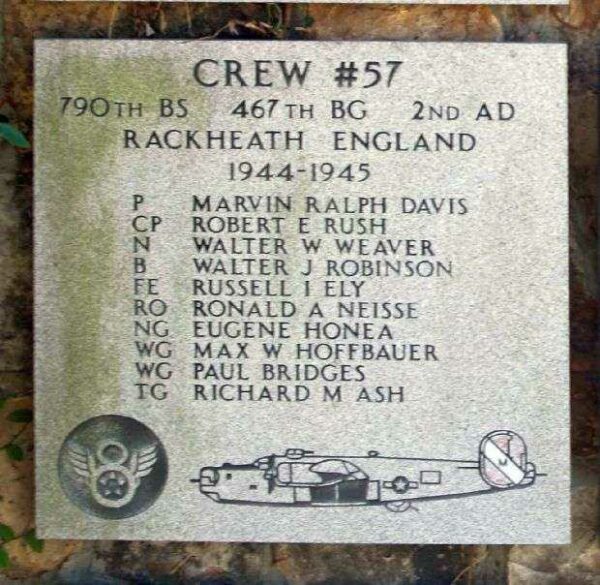 CREW #57
790TH BS 467TH BG 2ND AD
RACKHEATH ENGLAND
1944-1945
P MARVIN RALPH DAVIS
CP ROBERT E RUSH
N WALTER W WEAVER
B WALTER J ROBINSON
FE RUSSELL I ELY
RO RONALD A NEISSE
NG EUGENE HONEA
WG MAX W HOFFBAUER
WG PAUL BRIDGES
TG RICHARD M ASH
8